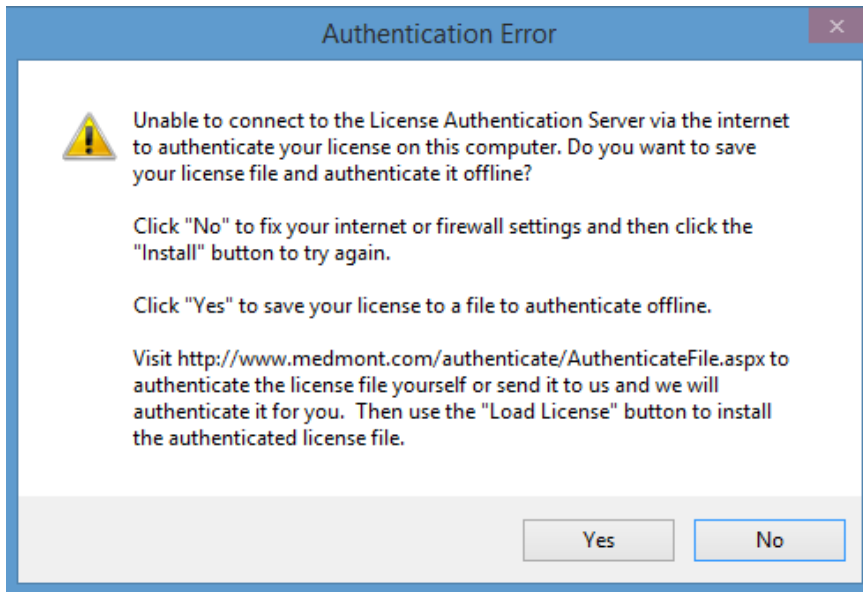 Authentication Error
Unable to connect to the License Authentication Server via the internet
to authenticate your license on this computer. Do you want to save
your license file and authenticate it offline?
Click "No" to fix your internet or firewall settings and then click the
"Install" button to try again.
Click "Yes" to save your license to a file to authenticate offline.
Visit http://www.medmont.com/authenticate/AuthenticateFile.aspx to
authenticate the license file yourself or send it to us and we will
authenticate it for you.  Then use the "Load License" button to install
the authenticated license file.
Yes
No